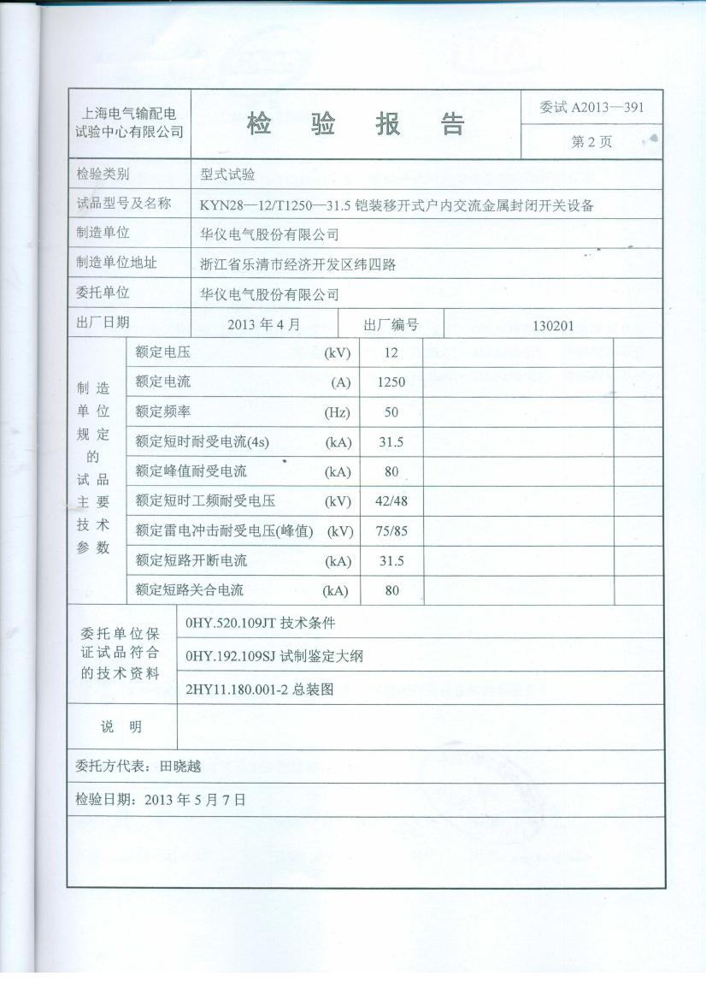 上海电气输配电
试验中心有限公司
检 验 报 告
委试 A2013—391
第 2 页
检验类别 型式试验
试品型号及名称 KYN28—12/T1250—31.5 铠装移开式户内交流金属封闭开关设备
制造单位 华仪电气股份有限公司
制造单位地址 浙江省乐清市经济开发区纬四路
委托单位 华仪电气股份有限公司
出厂日期 2013 年 4 月 出厂编号 130201
制 造
单 位
规 定
的
试 品
主 要
技 术
参 数
额定电压 (kV) 12
额定电流 (A) 1250
额定频率 (Hz) 50
额定短时耐受电流(4s) (kA) 31.5
额定峰值耐受电流 (kA) 80
额定短时工频耐受电压 (kV) 42/48
额定雷电冲击耐受电压(峰值) (kV) 75/85
额定短路开断电流 (kA) 31.5
额定短路关合电流 (kA) 80
委托单位保
证试品符合
的技术资料
0HY.520.109JT 技术条件
0HY.192.109SJ 试制鉴定大纲
2HY11.180.001-2 总装图
说 明
委托方代表：田晓越
检验日期：2013 年 5 月 7 日